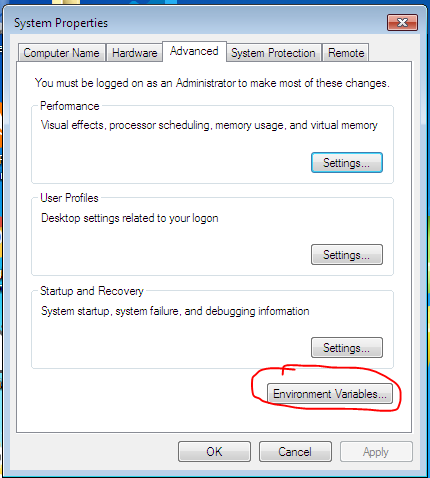 System Properties
Computer Name Hardware Advanced System Protection Remote
You must be logged on as an Administrator to make most of these changes.
Performance
Visual effects, processor scheduling, memory usage, and virtual memory
Settings...
User Profiles
Desktop settings related to your logon
Settings...
Startup and Recovery
System startup, system failure, and debugging information
Settings...
Environment Variables...
OK Cancel Apply